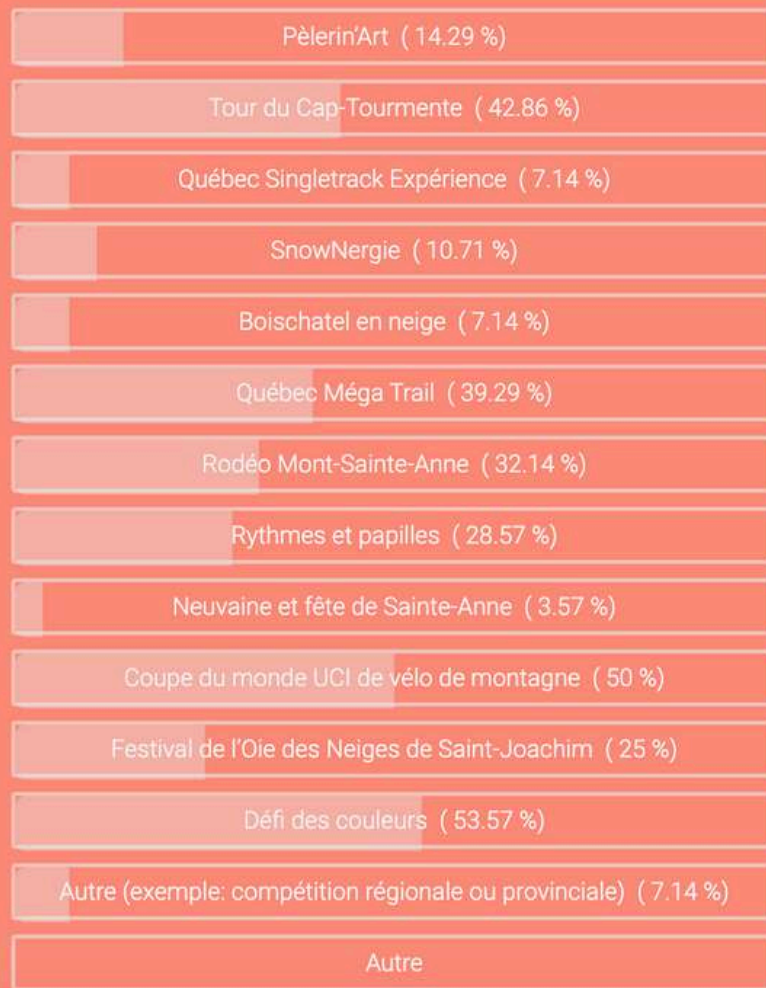 Pèlerin'Art ( 14.29 %)
Tour du Cap-Tourmente ( 42.86 %)
Québec Singletrack Expérience ( 7.14 %)
SnowNergie ( 10.71 %)
Boischatel en neige ( 7.14 %)
Québec Méga Trail ( 39.29 %)
Rodéo Mont-Sainte-Anne ( 32.14 %)
Rythmes et papilles ( 28.57 %)
Neuvaine et fête de Sainte-Anne ( 3.57 %)
Coupe du monde UCI de vélo de montagne ( 50 %)
Festival de l'Oie des Neiges de Saint-Joachim ( 25 %)
Défi des couleurs ( 53.57 %)
Autre (exemple: compétition régionale ou provinciale) ( 7.14 %)
Autre